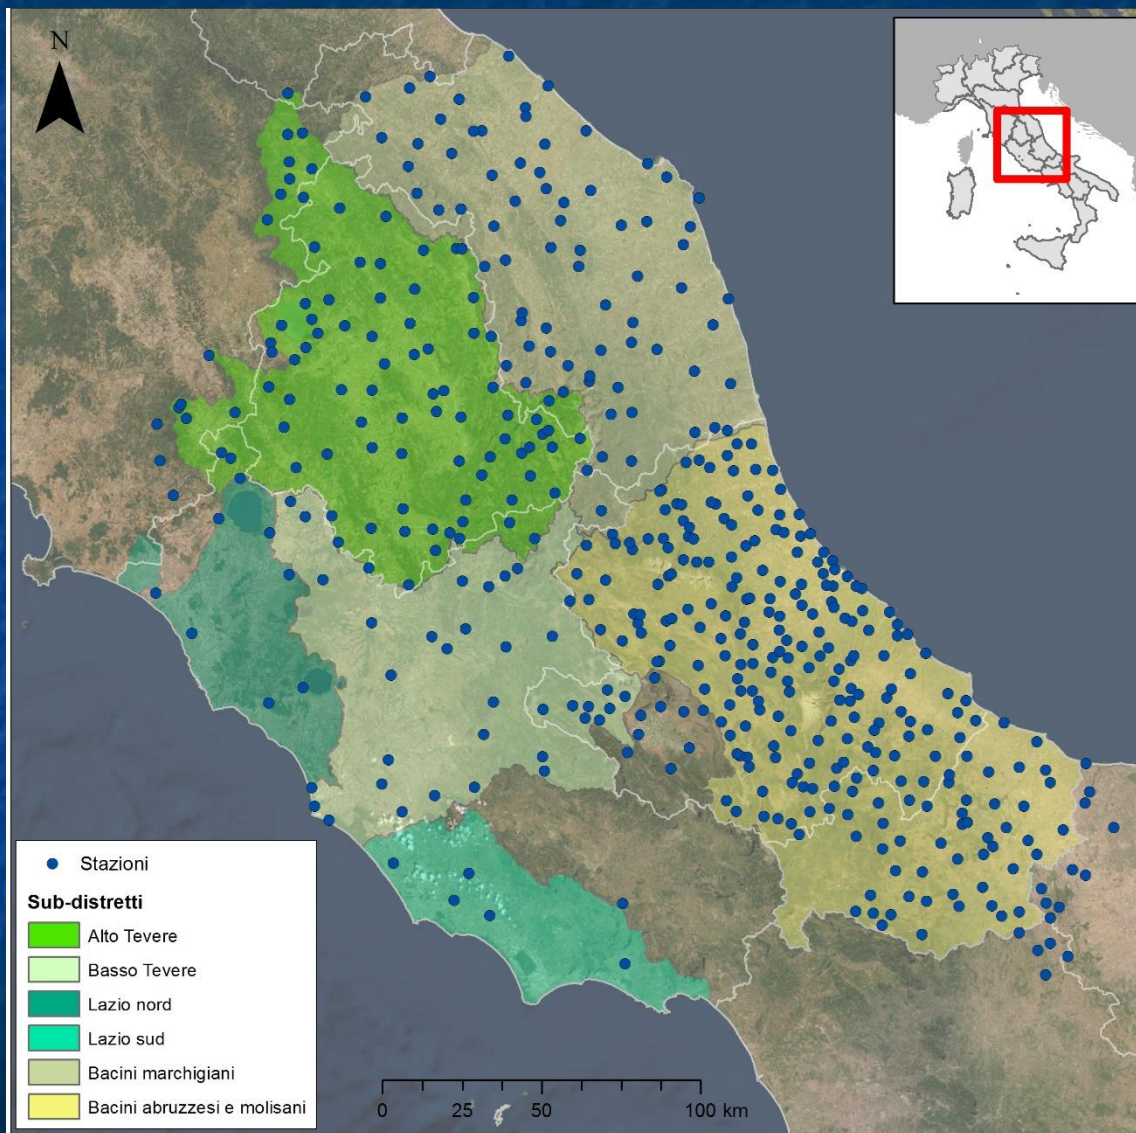 N
Stazioni
Sub-distretti
Alto Tevere
Basso Tevere
Lazio nord
Lazio sud
Bacini marchigiani
Bacini abruzzesi e molisani
0 25 50 100 km